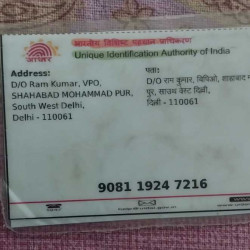 भारतीय विशिष्ट पहचान प्राधिकरण
Unique Identification Authority of India
आधार
Address:
D/O Ram Kumar, VPO,
SHAHABAD MOHAMMAD PUR,
South West Delhi,
Delhi - 110061
पता:
D/O राम कुमार, विपिओ, शाहाबाद म
पुर, साउथ वेस्ट दिल्ली,
दिल्ली - 110061
9081 1924 7216